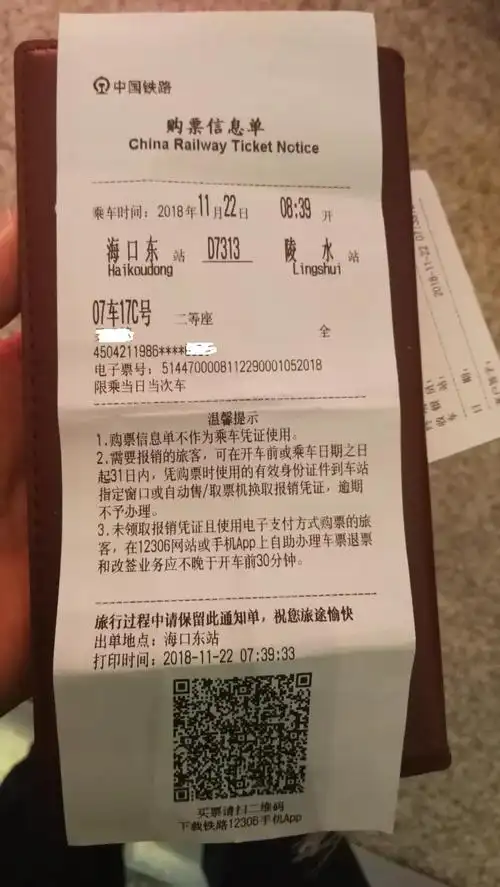 中国铁路
购票信息单
China Railway Ticket Notice
乘车时间：2018年11月22日 08:39 开
海口东 站 D7313 陵水 站
Haikoudong Lingshui
07车17C号 二等座
全
4504211986****
电子票号：5144700008112290001052018
限乘当日当次车
温馨提示
1.购票信息单不作为乘车凭证使用。
2.需要报销的旅客，可在开车前或乘车日期之日
起31日内，凭购票时使用的有效身份证件到车站
指定窗口或自动售/取票机换取报销凭证，逾期
不予办理。
3.未领取报销凭证且使用电子支付方式购票的旅
客，在12306网站或手机App上自助办理车票退票
和改签业务应不晚于开车前30分钟。
旅行过程中请保留此通知单，祝您旅途愉快
出单地点：海口东站
打印时间：2018-11-22 07:39:33
买票请扫二维码
下载铁路12306手机App
2018-11-22 07